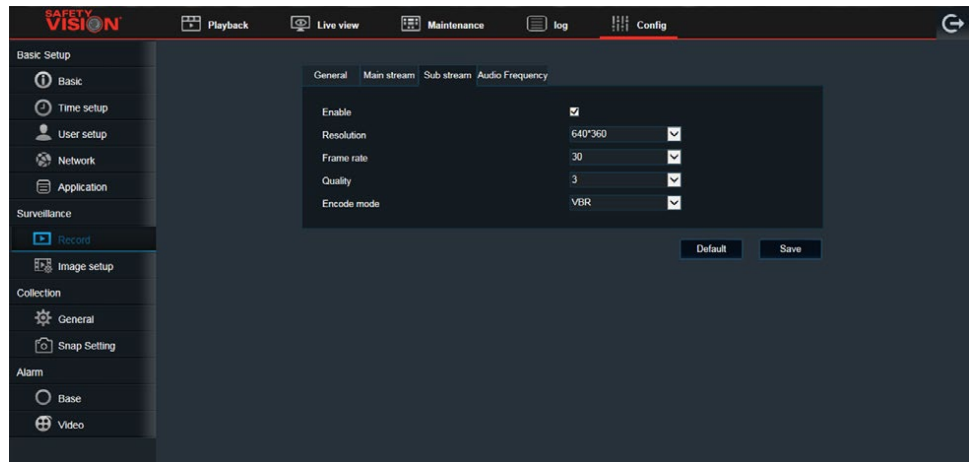 SAFETY
VISION
Playback Live view Maintenance log Config
Basic Setup
Basic
Time setup
User setup
Network
Application
Surveillance
Record
Image setup
Collection
General
Snap Setting
Alarm
Base
Video
General Main stream Sub stream Audio Frequency
Enable
Resolution 640*360
Frame rate 30
Quality 3
Encode mode VBR
Default Save